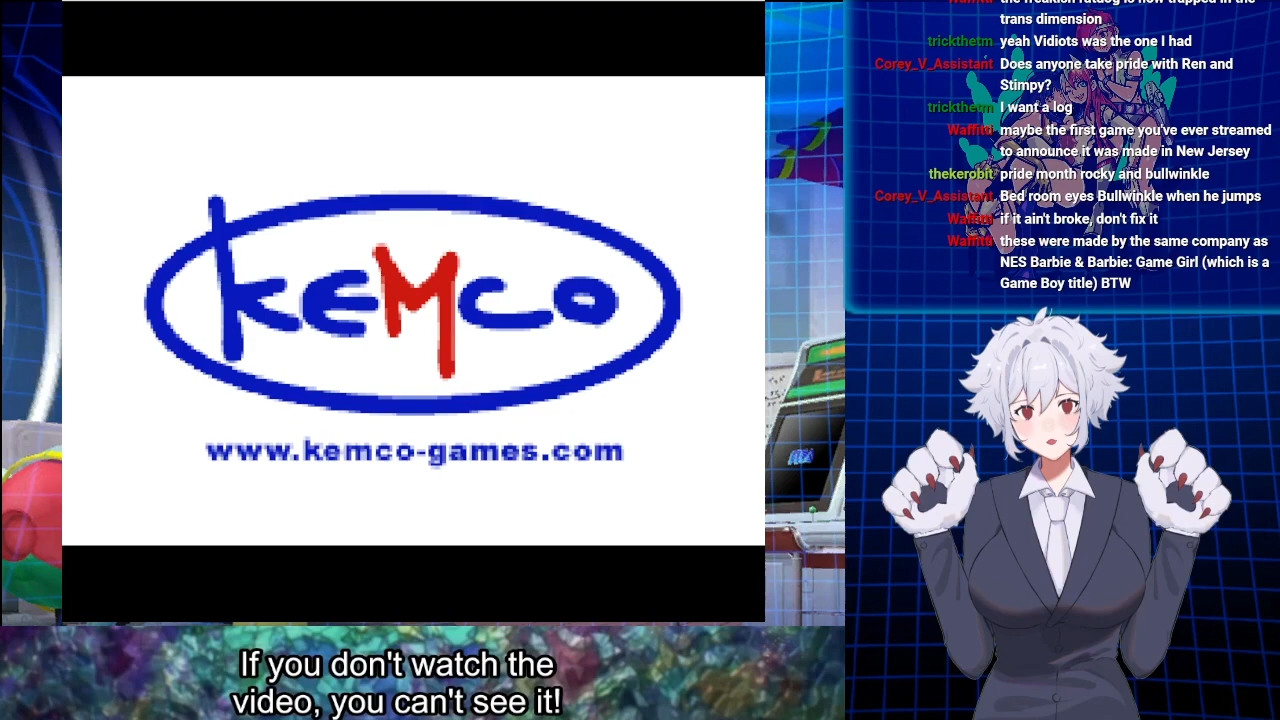 kemco
www.kemco-games.com
If you don't watch the
video, you can't see it!
trans dimension
trickthetm yeah Vidiots was the one I had
Corey_V_Assistant Does anyone take pride with Ren and
Stimpy?
trickthetm I want a log
Waffitti maybe the first game you've ever streamed
to announce it was made in New Jersey
thekerobit pride month rocky and bullwinkle
Corey_V_Assistant Bed room eyes Bullwinkle when he jumps
Waffitti if it ain't broke, don't fix it
Waffitti these were made by the same company as
NES Barbie & Barbie: Game Girl (which is a
Game Boy title) BTW